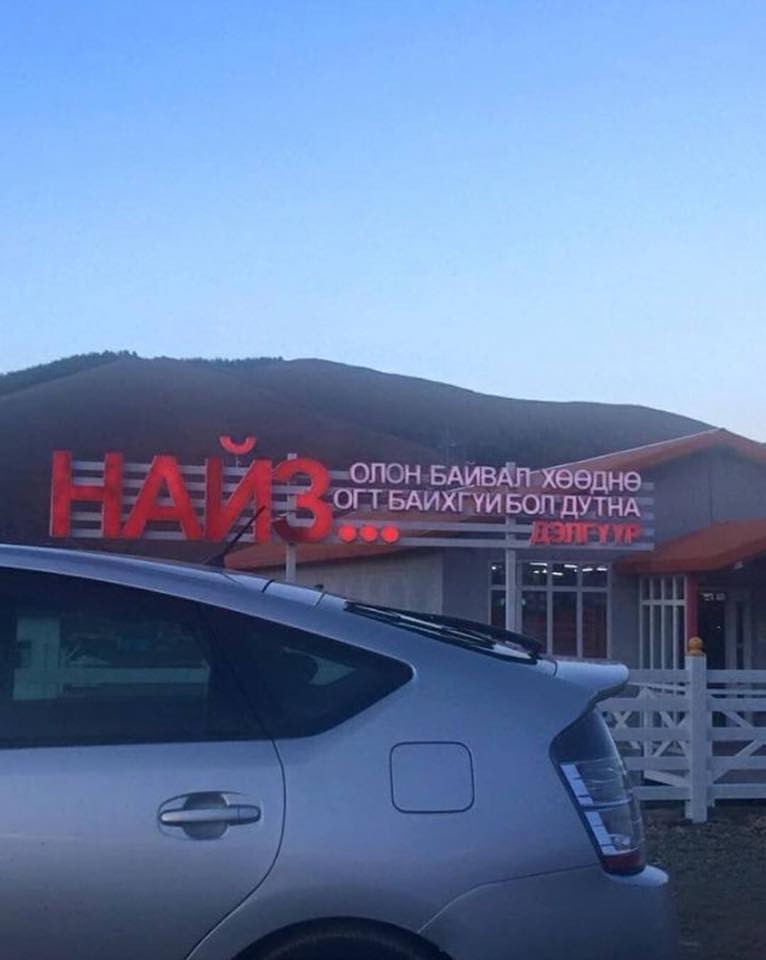 НАЙЗ...
ОЛОН БАЙВАЛ ХӨӨДНӨ
ОГТ БАЙХГҮЙ БОЛ ДУТНА
ДЭЛГҮҮР